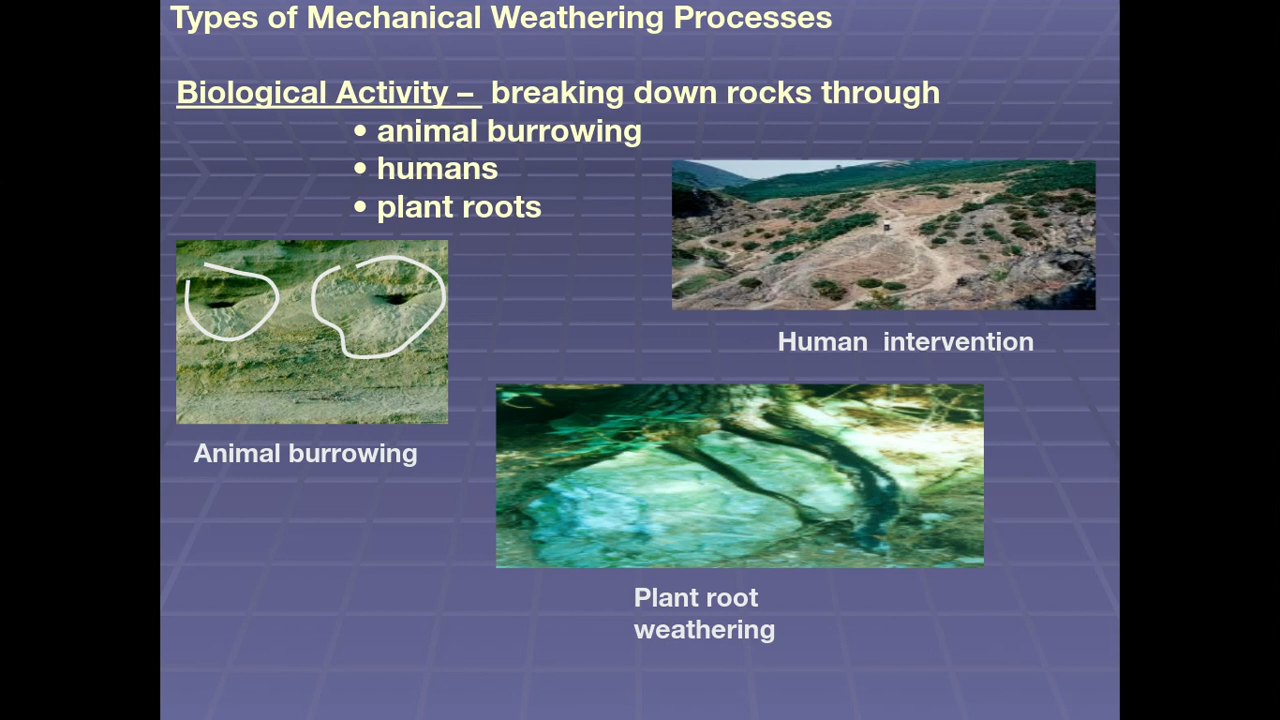 Types of Mechanical Weathering Processes
Biological Activity – breaking down rocks through
• animal burrowing
• humans
• plant roots
Human intervention
Animal burrowing
Plant root
weathering